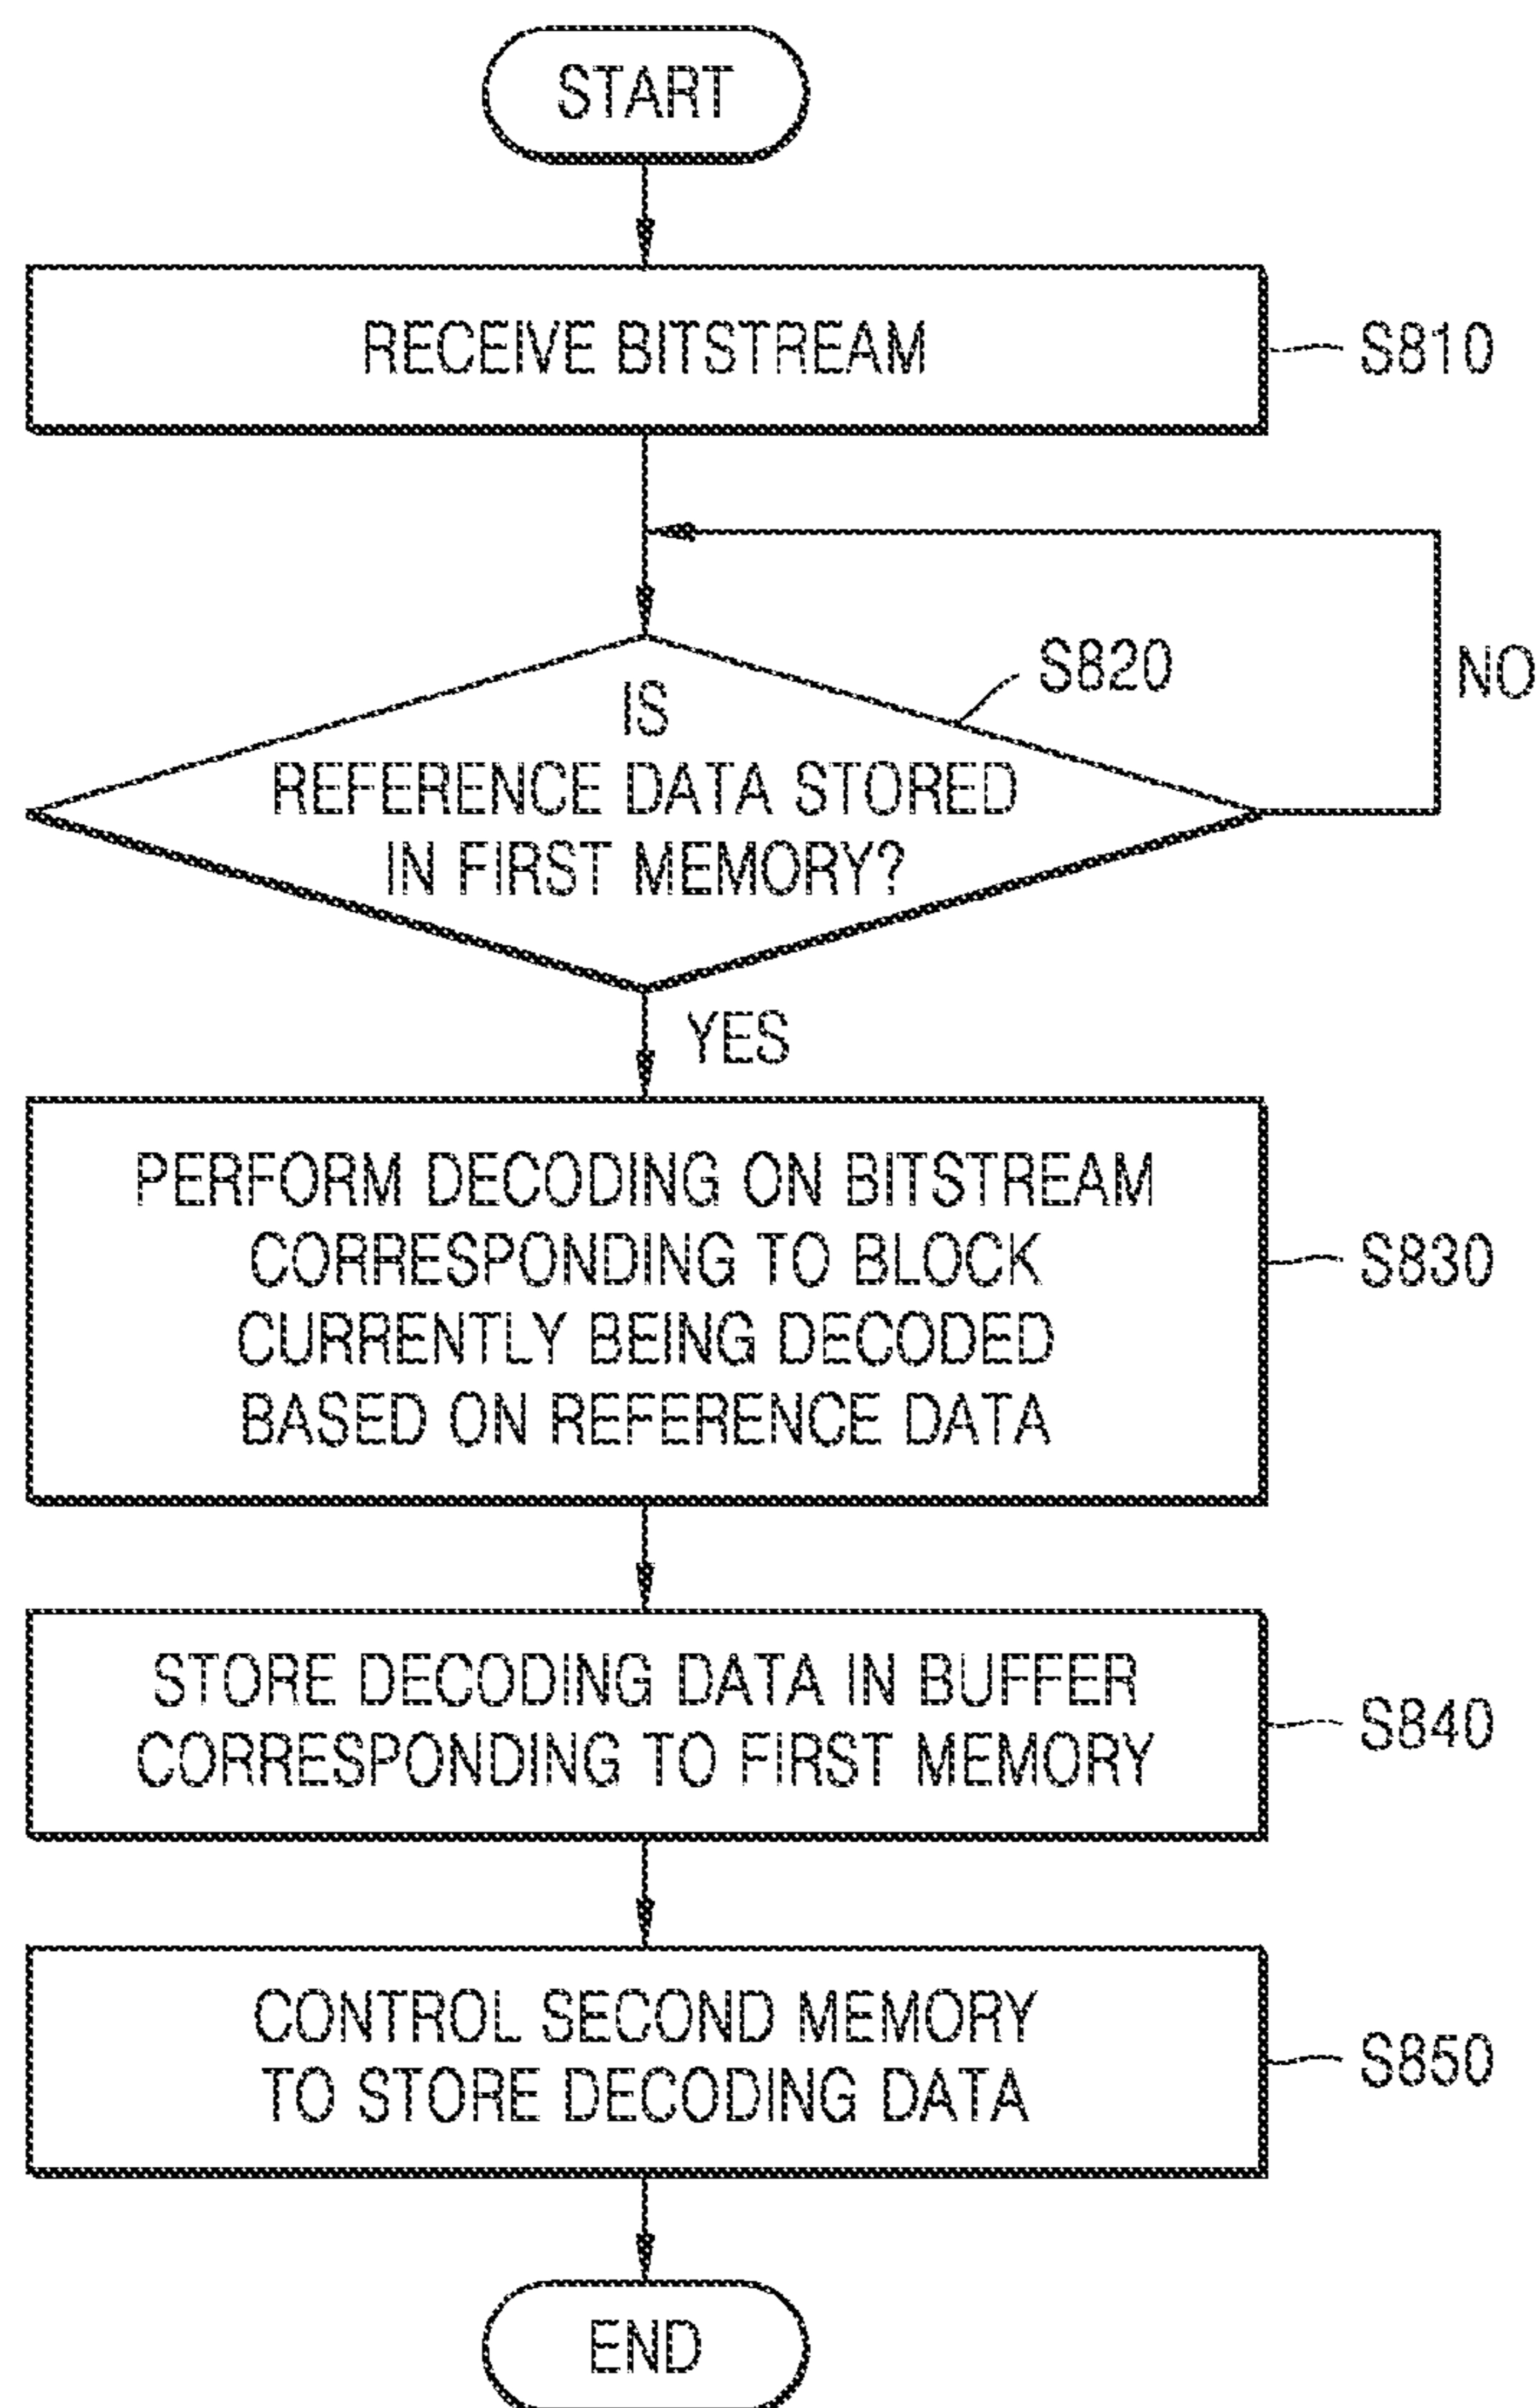 START
RECEIVE BITSTREAM
S810
S820
NO
IS
REFERENCE DATA STORED
IN FIRST MEMORY?
YES
PERFORM DECODING ON BITSTREAM
CORRESPONDING TO BLOCK
CURRENTLY BEING DECODED
BASED ON REFERENCE DATA
S830
STORE DECODING DATA IN BUFFER
CORRESPONDING TO FIRST MEMORY
S840
CONTROL SECOND MEMORY
TO STORE DECODING DATA
S850
END